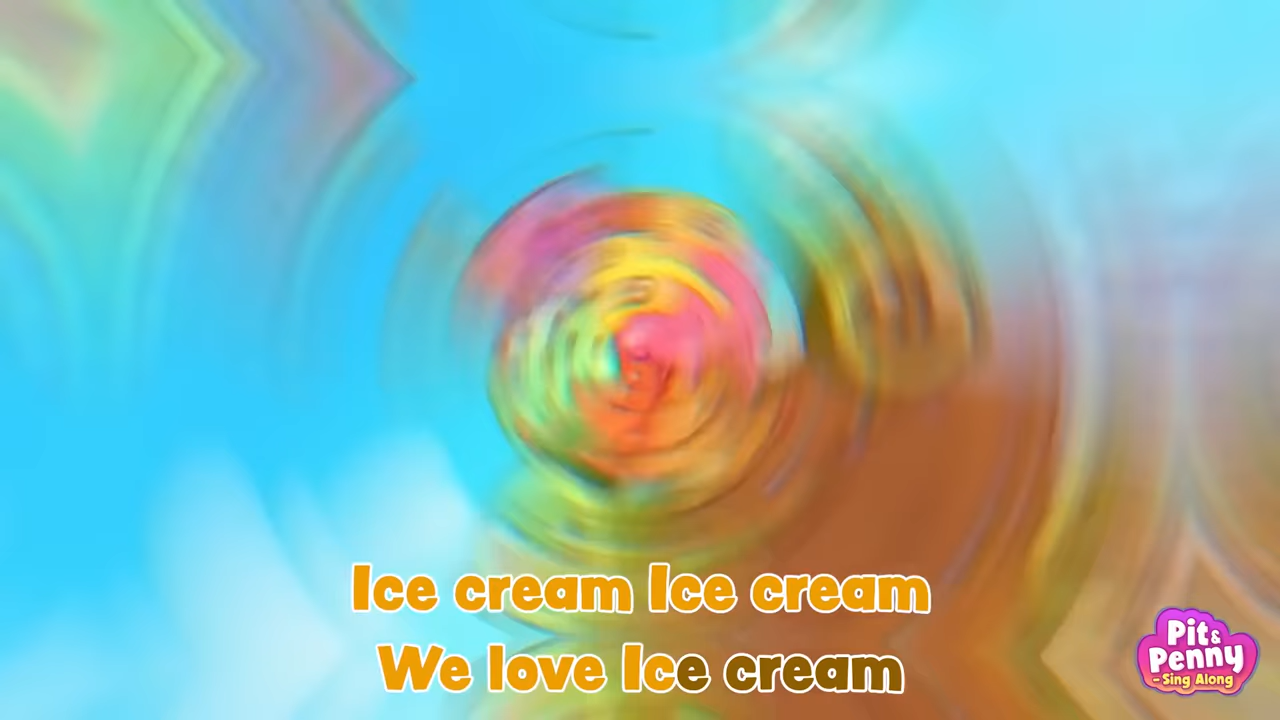 Ice cream Ice cream
We love Ice cream
Pit &
Penny
- Sing Along